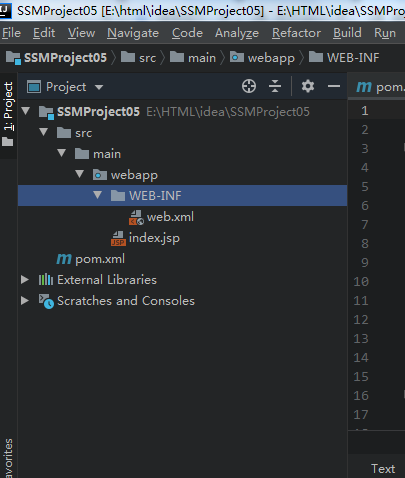 SSMProject05 [E:\html\idea\SSMProject05] - E:\HTML\idea\SSMProj
File Edit View Navigate Code Analyze Refactor Build Run
SSMProject05 src main webapp WEB-INF
1: Project
Project
pom.
SSMProject05 E:\HTML\idea\SSMProject05
src
main
webapp
WEB-INF
web.xml
index.jsp
pom.xml
External Libraries
Scratches and Consoles
1
2
3
4
5
6
7
8
9
10
11
12
13
14
15
16
17
avorites
Text